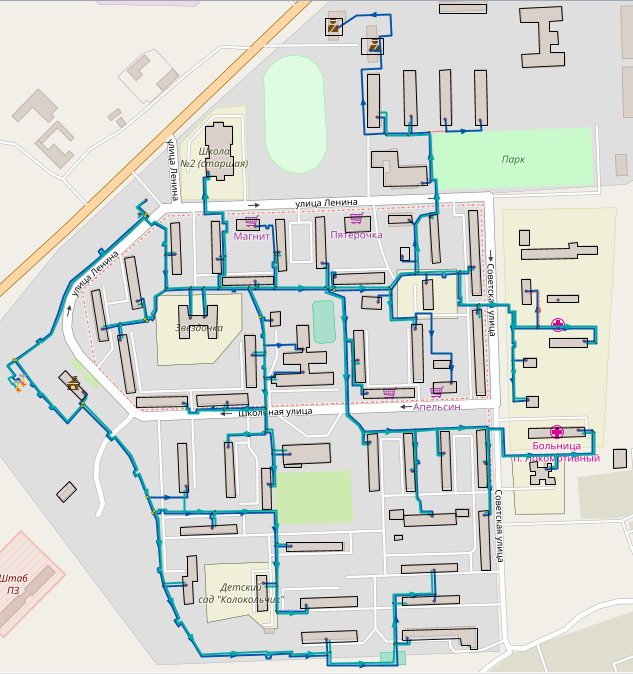 улица Ленина
Школа
№2 (старшая)
Парк
улица Ленина
Магнит
Пятёрочка
улица Ленина
Советская улица
Звёздочка
Апельсин
Школьная улица
Больница
п. Локомотивный
Советская улица
Штаб
ПЗ
Детский
сад "Колокольчик"